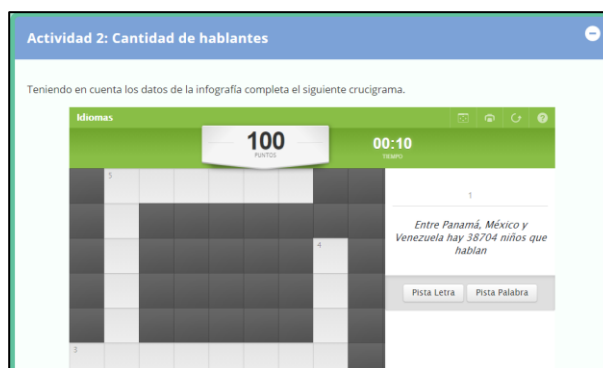 Actividad 2: Cantidad de hablantes
Teniendo en cuenta los datos de la infografía completa el siguiente crucigrama.
Idiomas
100
PUNTOS
00:10
TIEMPO
5
4
3
1
Entre Panamá, México y
Venezuela hay 38704 niños que
hablan
Pista Letra
Pista Palabra